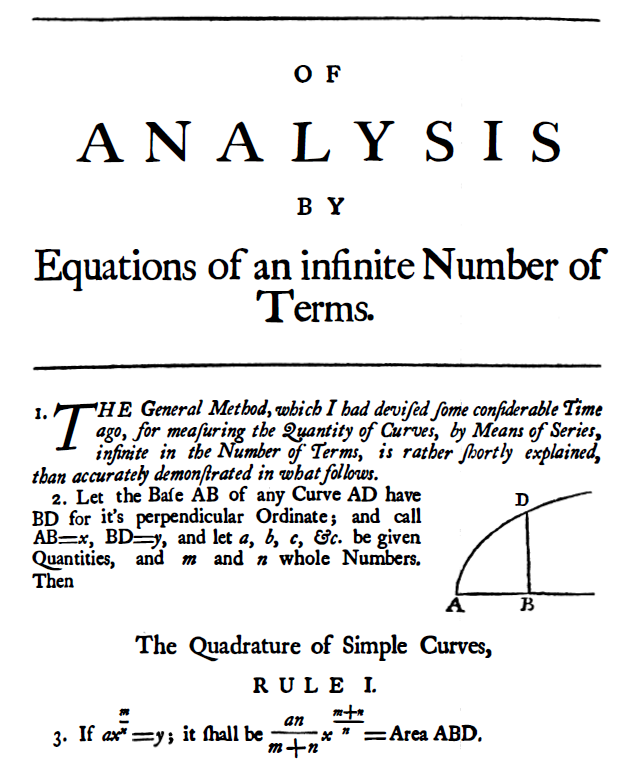 OF
ANALYSIS
BY
Equations of an infinite Number of
Terms.
1. THE General Method, which I had deviſed ſome conſiderable Time
ago, for meaſuring the Quantity of Curves, by Means of Series,
infinite in the Number of Terms, is rather ſhortly explained,
than accurately demonſtrated in what follows.
2. Let the Baſe AB of any Curve AD have
BD for it's perpendicular Ordinate; and call
AB=x, BD=y, and let a, b, c, &c. be given
Quantities, and m and n whole Numbers.
Then
D
A B
The Quadrature of Simple Curves,
RULE I.
3. If ax^(m/n)=y; it ſhall be an/(m+n) x^((m+n)/n) = Area ABD.